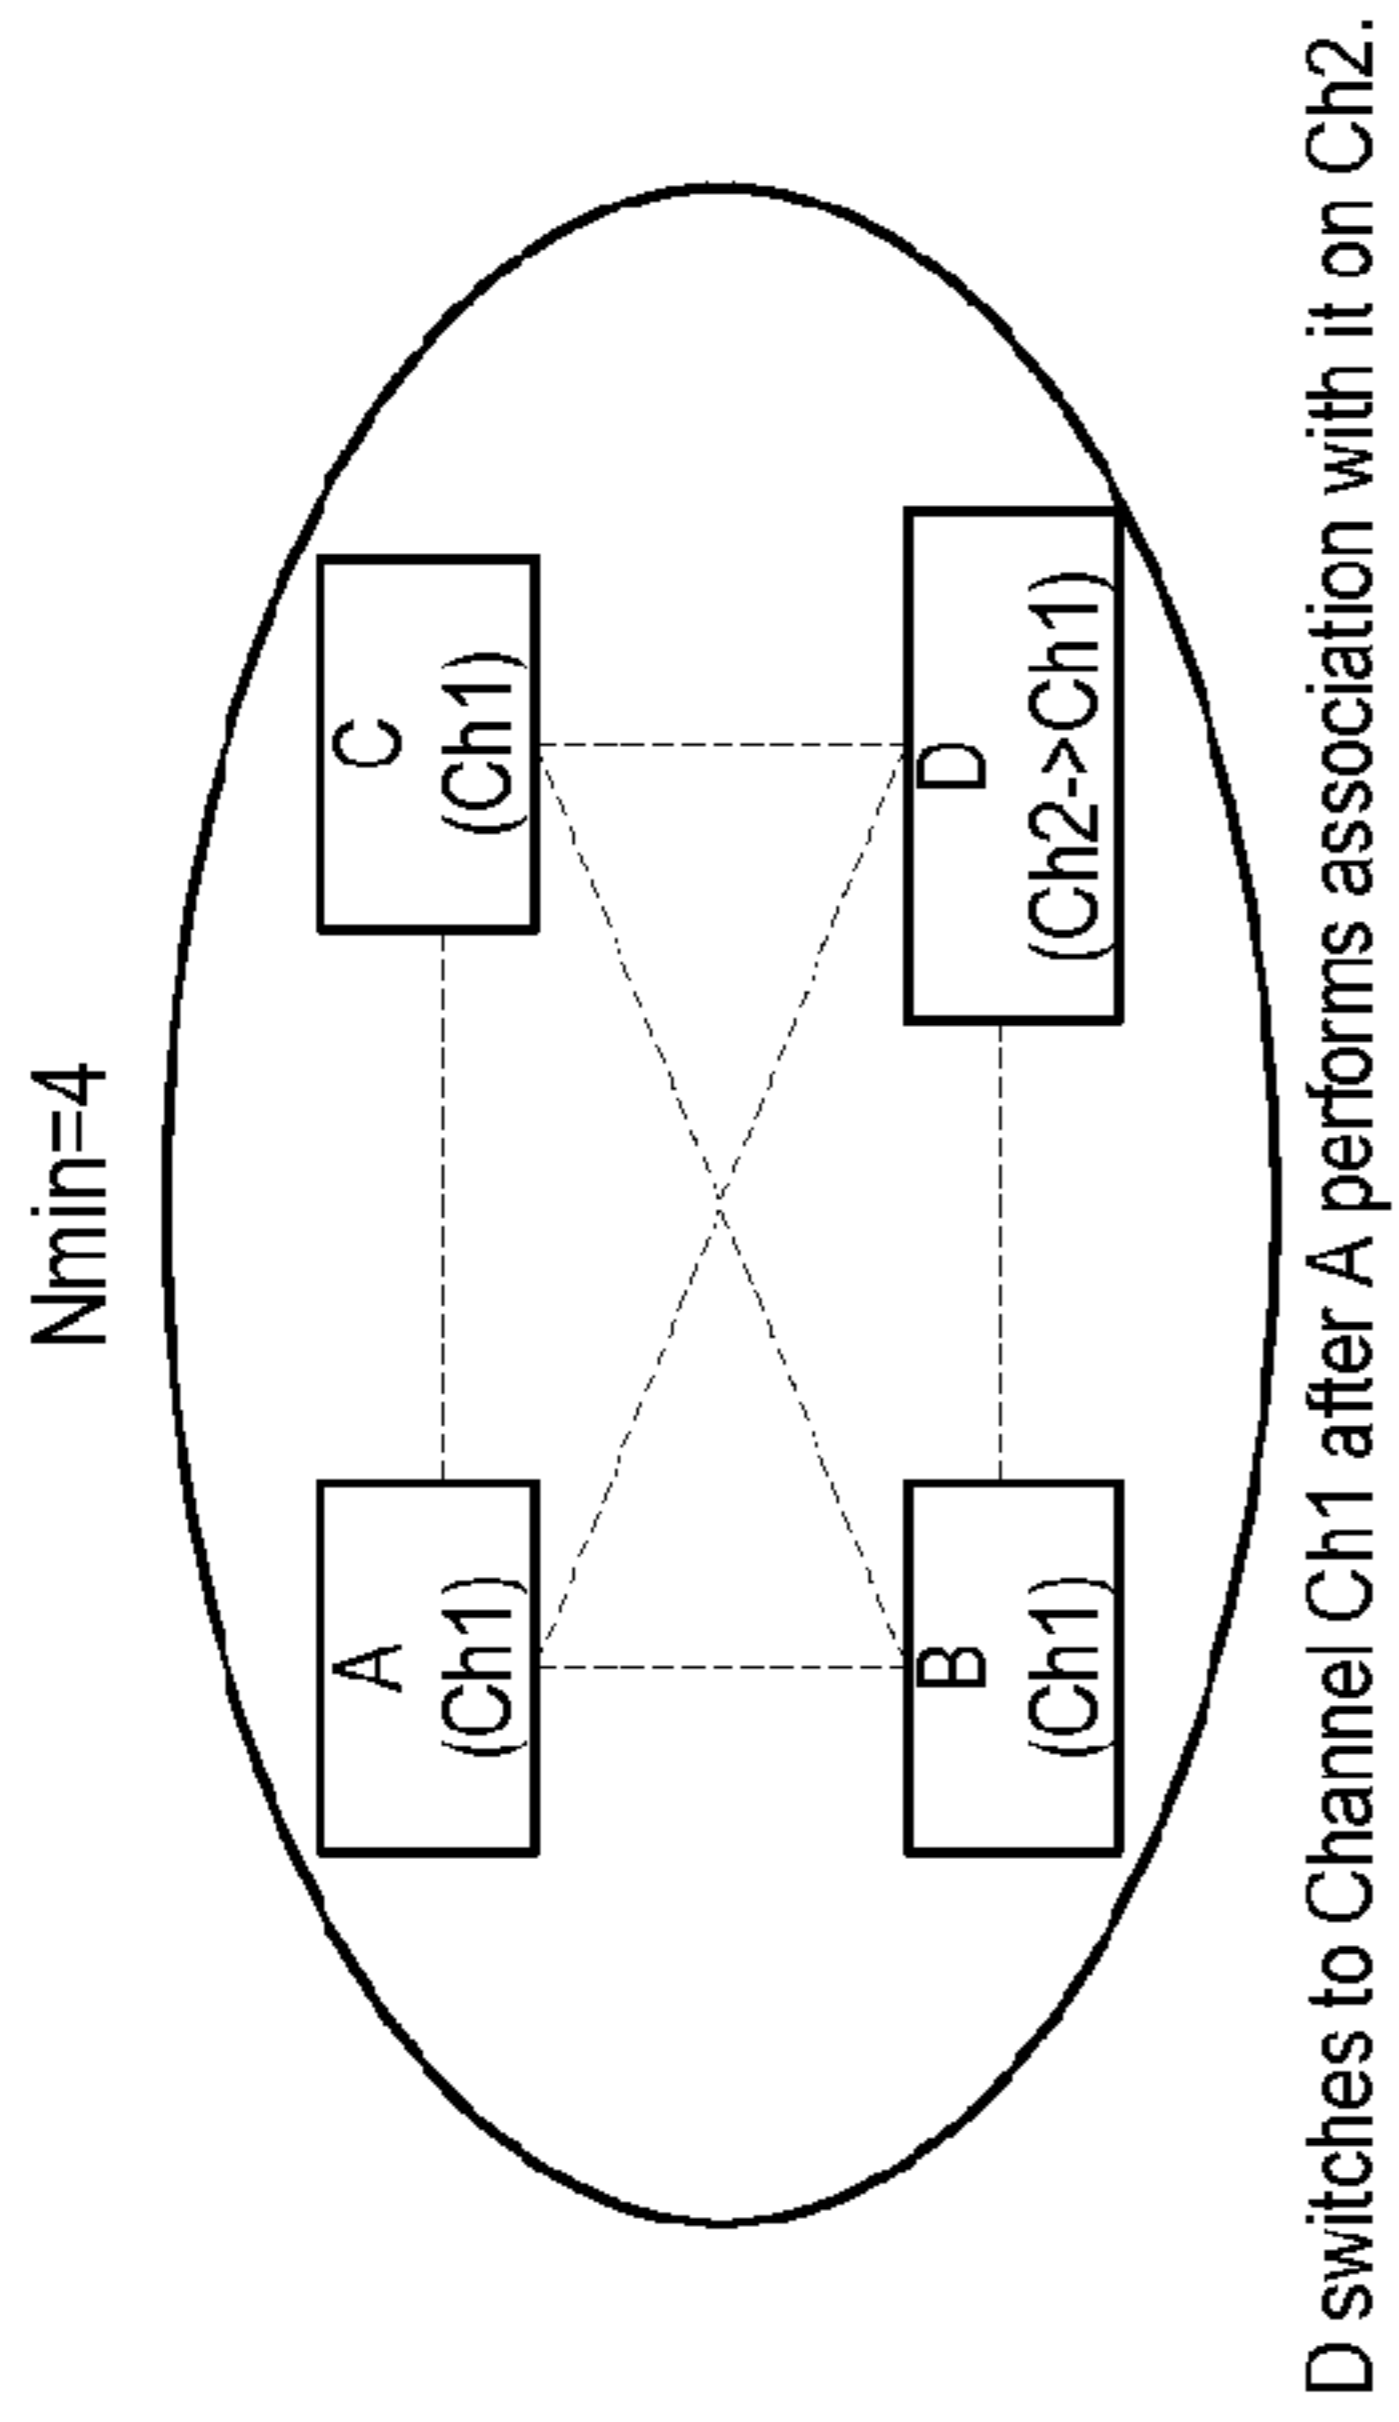 Nmin=4
A
(Ch1)
C
(Ch1)
B
(Ch1)
D
(Ch2->Ch1)
D switches to Channel Ch1 after A performs association with it on Ch2.